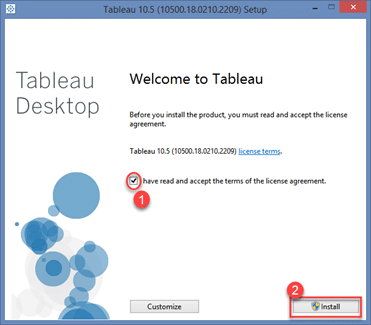 Tableau 10.5 (10500.18.0210.2209) Setup
Tableau
Desktop
Welcome to Tableau
Before you install the product, you must read and accept the license
agreement.
Tableau 10.5 (10500.18.0210.2209) license terms.
have read and accept the terms of the license agreement.
1
2
Customize
Install